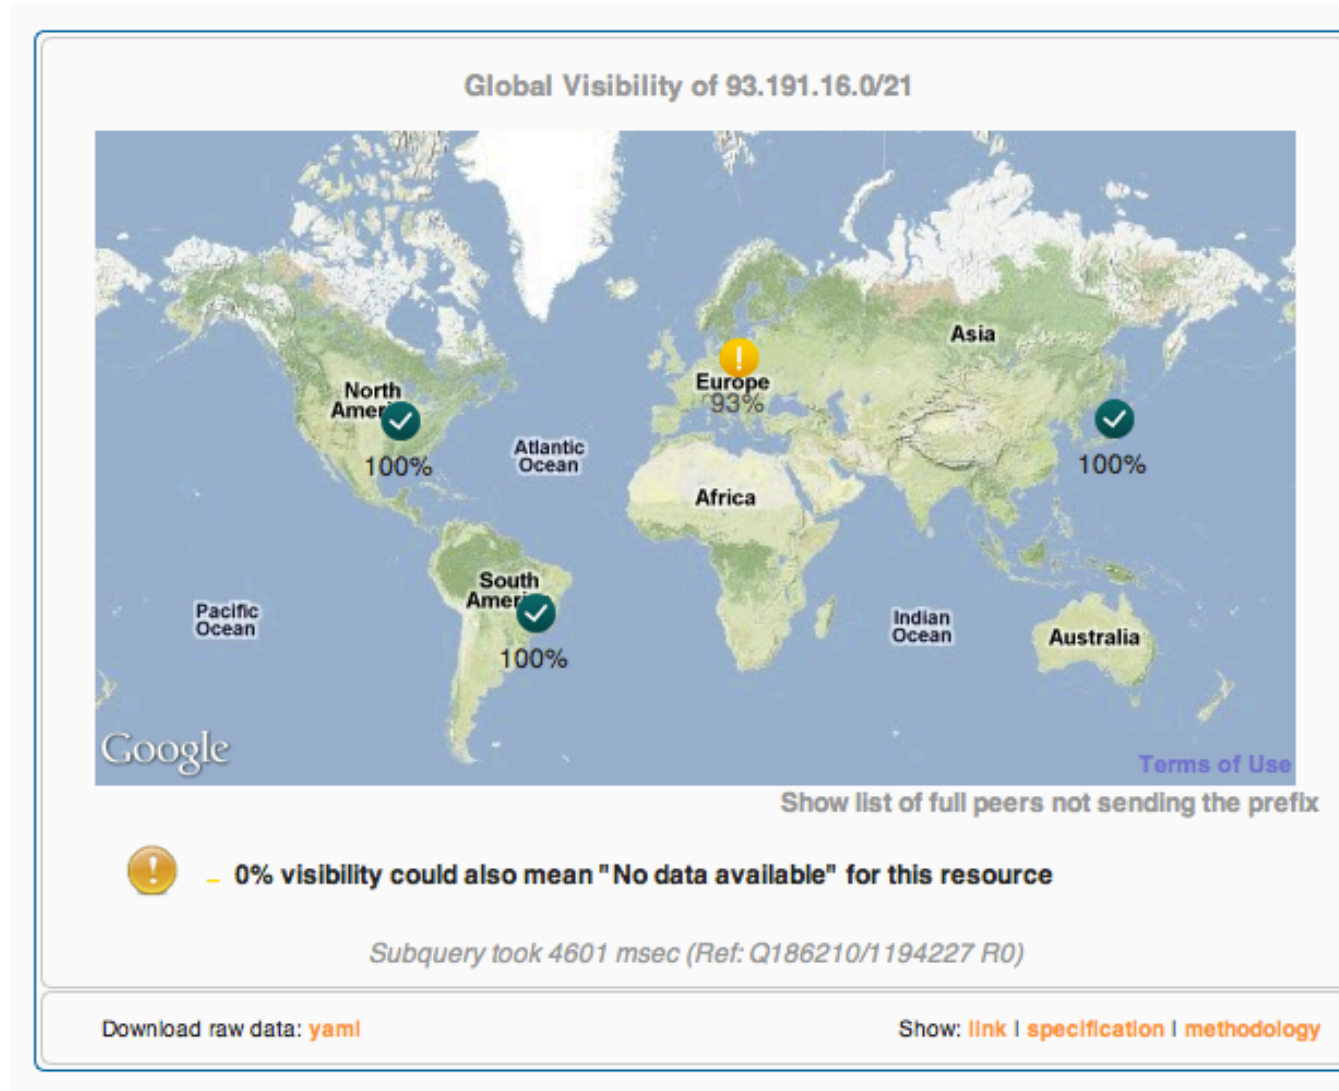 Global Visibility of 93.191.16.0/21
Asia
Europe
93%
North
Ameri
100%
100%
Atlantic
Ocean
Africa
South
Ameri
100%
Pacific
Ocean
Indian
Ocean
Australia
Google
Terms of Use
Show list of full peers not sending the prefix
– 0% visibility could also mean "No data available" for this resource
Subquery took 4601 msec (Ref: Q186210/1194227 R0)
Download raw data: yaml
Show: link | specification | methodology